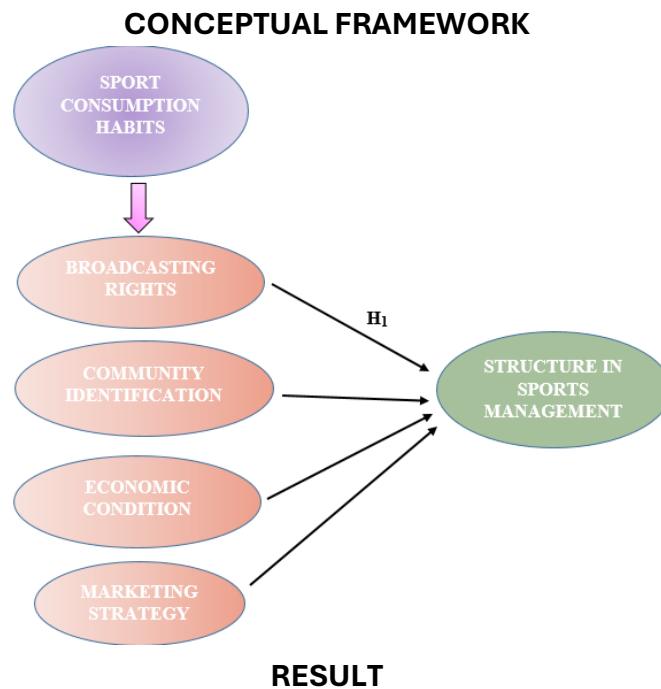 CONCEPTUAL FRAMEWORK
SPORT
CONSUMPTION
HABITS
BROADCASTING
RIGHTS
H1
COMMUNITY
IDENTIFICATION
STRUCTURE IN
SPORTS
MANAGEMENT
ECONOMIC
CONDITION
MARKETING
STRATEGY
RESULT